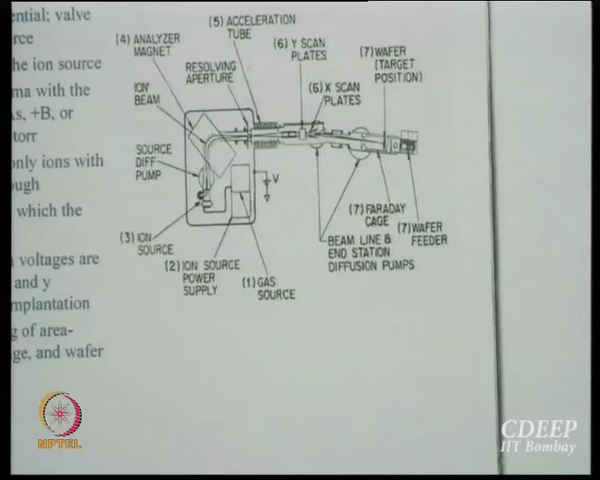 ential; valve
rce
he ion source
ma with the
s, +B, or
torr
only ions with
ough
which the
voltages are
and y
mplantation
g of area-
ge, and wafer
(5) ACCELERATION
TUBE
(4) ANALYZER
MAGNET
(6) Y SCAN
PLATES
(7) WAFER
(TARGET
POSITION)
RESOLVING
APERTURE
(6) X SCAN
PLATES
ION
BEAM
SOURCE
DIFF
PUMP
V
(7) FARADAY
CAGE
(7) WAFER
FEEDER
(3) ION
SOURCE
BEAM LINE &
END STATION
DIFFUSION PUMPS
(2) ION SOURCE
POWER
SUPPLY
(1) GAS
SOURCE
NPTEL
CDEEP
IIT Bombay